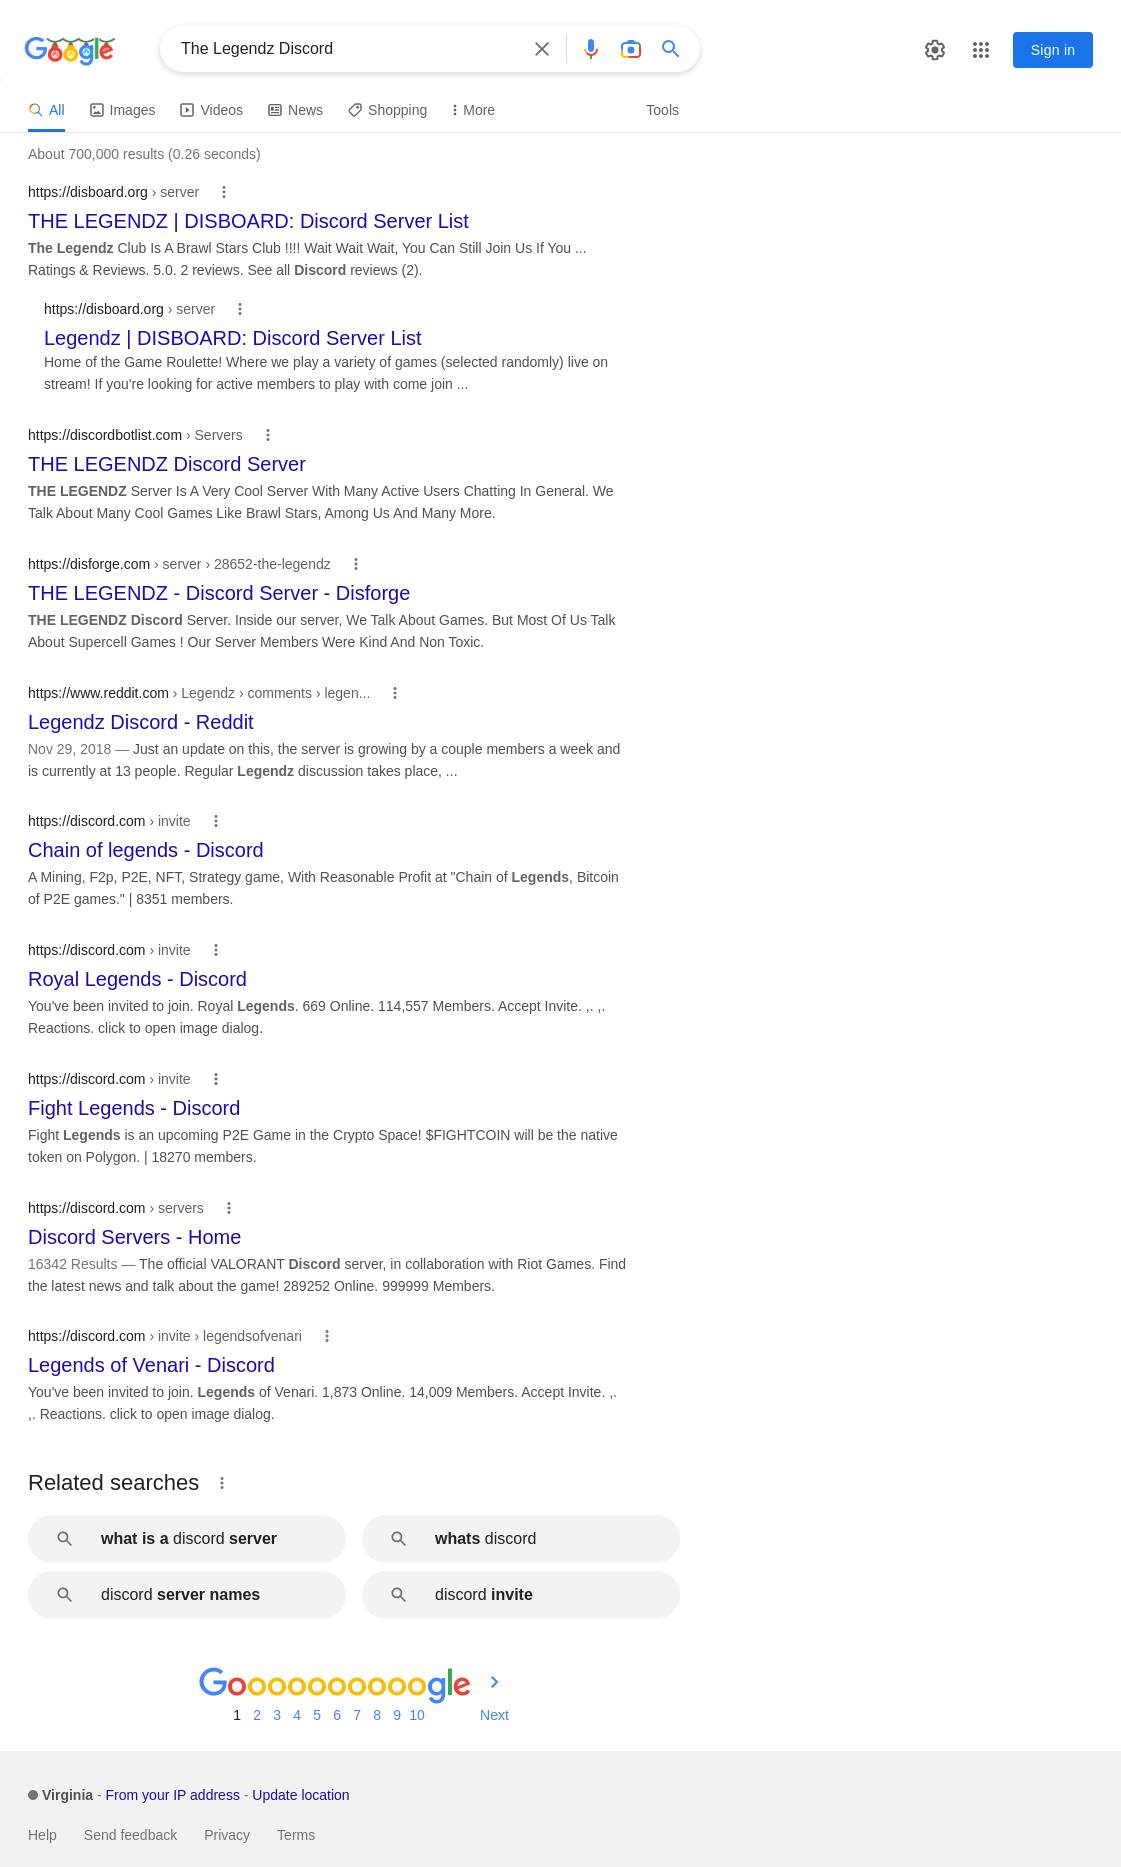 Google
The Legendz Discord
Sign in
All Images Videos News Shopping More Tools
About 700,000 results (0.26 seconds)
https://disboard.org › server
THE LEGENDZ | DISBOARD: Discord Server List
The Legendz Club Is A Brawl Stars Club !!!! Wait Wait Wait, You Can Still Join Us If You ...
Ratings & Reviews. 5.0. 2 reviews. See all Discord reviews (2).
https://disboard.org › server
Legendz | DISBOARD: Discord Server List
Home of the Game Roulette! Where we play a variety of games (selected randomly) live on
stream! If you're looking for active members to play with come join ...
https://discordbotlist.com › Servers
THE LEGENDZ Discord Server
THE LEGENDZ Server Is A Very Cool Server With Many Active Users Chatting In General. We
Talk About Many Cool Games Like Brawl Stars, Among Us And Many More.
https://disforge.com › server › 28652-the-legendz
THE LEGENDZ - Discord Server - Disforge
THE LEGENDZ Discord Server. Inside our server, We Talk About Games. But Most Of Us Talk
About Supercell Games ! Our Server Members Were Kind And Non Toxic.
https://www.reddit.com › Legendz › comments › legen...
Legendz Discord - Reddit
Nov 29, 2018 — Just an update on this, the server is growing by a couple members a week and
is currently at 13 people. Regular Legendz discussion takes place, ...
https://discord.com › invite
Chain of legends - Discord
A Mining, F2p, P2E, NFT, Strategy game, With Reasonable Profit at "Chain of Legends, Bitcoin
of P2E games." | 8351 members.
https://discord.com › invite
Royal Legends - Discord
You've been invited to join. Royal Legends. 669 Online. 114,557 Members. Accept Invite. ,. ,.
Reactions. click to open image dialog.
https://discord.com › invite
Fight Legends - Discord
Fight Legends is an upcoming P2E Game in the Crypto Space! $FIGHTCOIN will be the native
token on Polygon. | 18270 members.
https://discord.com › servers
Discord Servers - Home
16342 Results — The official VALORANT Discord server, in collaboration with Riot Games. Find
the latest news and talk about the game! 289252 Online. 999999 Members.
https://discord.com › invite › legendsofvenari
Legends of Venari - Discord
You've been invited to join. Legends of Venari. 1,873 Online. 14,009 Members. Accept Invite. ,.
,. Reactions. click to open image dialog.
Related searches
what is a discord server
whats discord
discord server names
discord invite
Goooooooooogle
1 2 3 4 5 6 7 8 9 10 Next
Virginia - From your IP address - Update location
Help Send feedback Privacy Terms